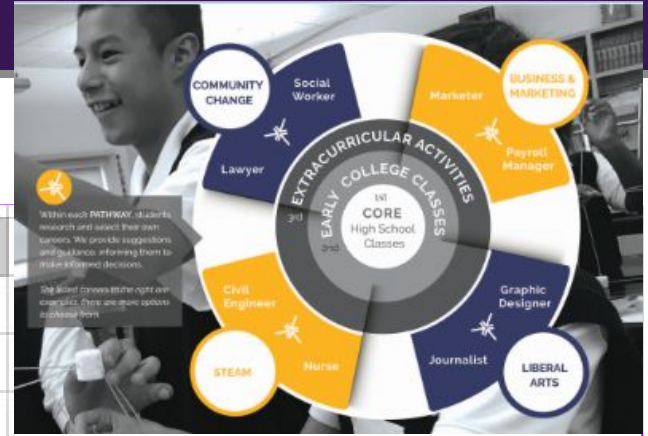 COMMUNITY
CHANGE
Social
Worker
Lawyer
Marketer
BUSINESS &
MARKETING
Payroll
Manager
EXTRACURRICULAR ACTIVITIES
3rd
EARLY COLLEGE CLASSES
2nd
1st
CORE
High School
Classes
Within each PATHWAY, students
research and select their own
careers. We provide suggestions
and guidance, informing them to
make informed decisions.
The listed careers to the right are
examples, there are more options
to choose from.
Civil
Engineer
Nurse
STEAM
Graphic
Designer
Journalist
LIBERAL
ARTS